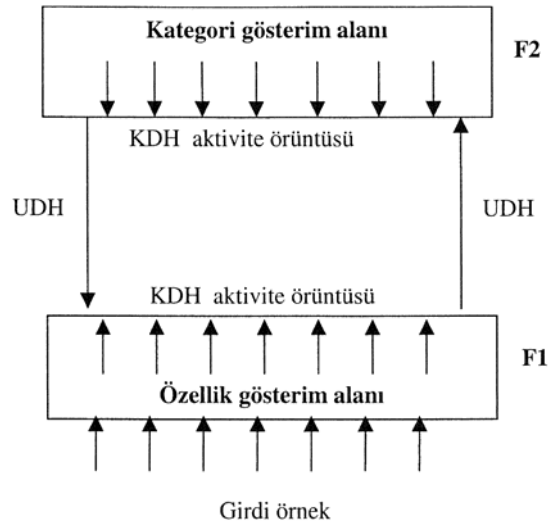 Kategori gösterim alanı
F2
KDH aktivite örüntüsü
UDH
UDH
KDH aktivite örüntüsü
F1
Özellik gösterim alanı
Girdi örnek